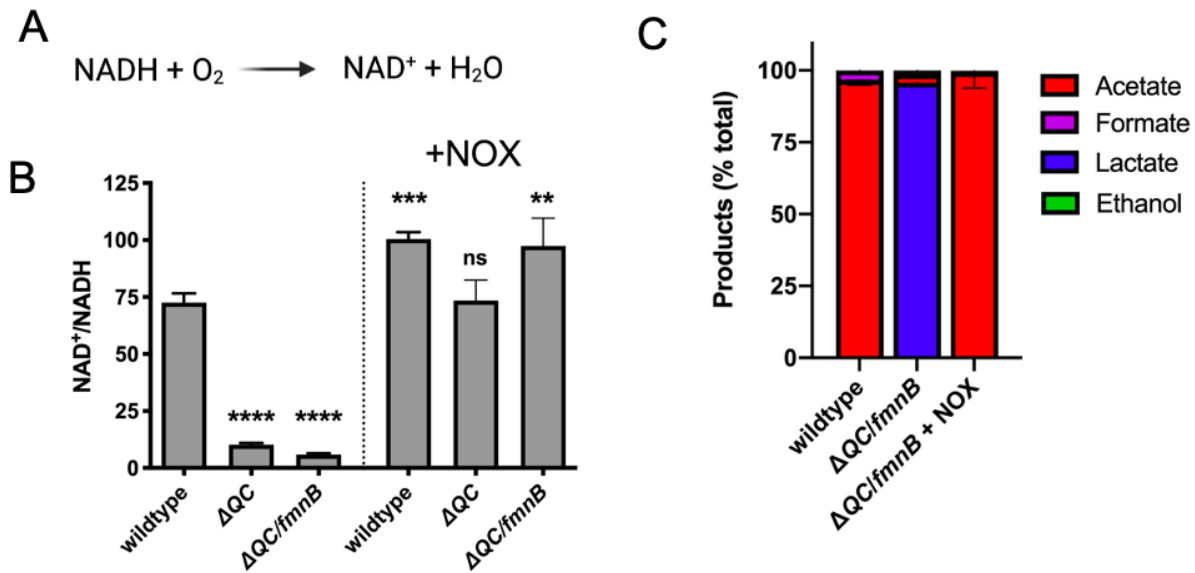 A
NADH + O₂ → NAD⁺ + H₂O
B
+NOX
NAD⁺/NADH
125
100
75
50
25
0
****
****
***
ns
**
wildtype
ΔQC
ΔQC/fmnB
wildtype
ΔQC
ΔQC/fmnB
C
Products (% total)
100
75
50
25
0
wildtype
ΔQC/fmnB
ΔQC/fmnB + NOX
Acetate
Formate
Lactate
Ethanol